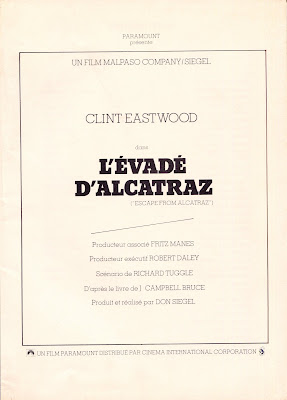 PARAMOUNT
présente
UN FILM MALPASO COMPANY/SIEGEL
CLINT EASTWOOD
dans
L'ÉVADÉ
D'ALCATRAZ
("ESCAPE FROM ALCATRAZ")
Producteur associé FRITZ MANES
Producteur exécutif ROBERT DALEY
Scénario de RICHARD TUGGLE
D'après le livre de J. CAMPBELL BRUCE
Produit et réalisé par DON SIEGEL
UN FILM PARAMOUNT DISTRIBUÉ PAR CINEMA INTERNATIONAL CORPORATION